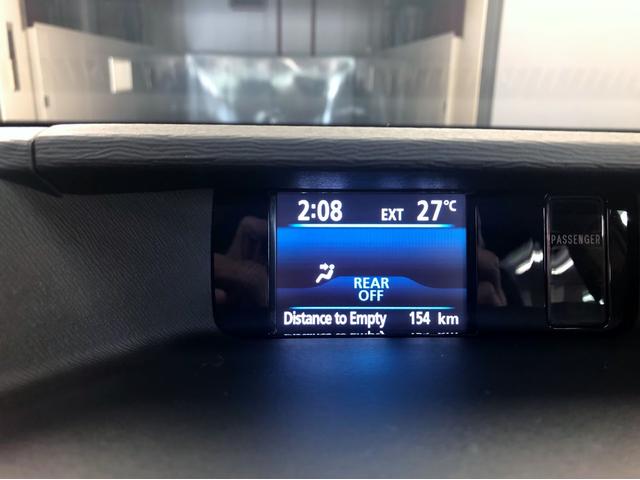 2:08 EXT 27°C
PASSENGER
REAR
OFF
Distance to Empty 154 km